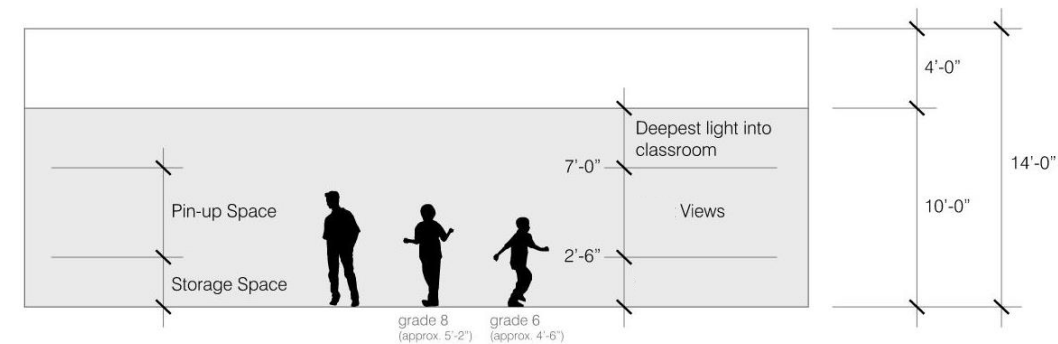 4’-0”
Deepest light into
classroom
7’-0”
14’-0”
Pin-up Space
Views
10’-0”
2’-6”
Storage Space
grade 8
(approx. 5’-2”)
grade 6
(approx. 4’-6”)